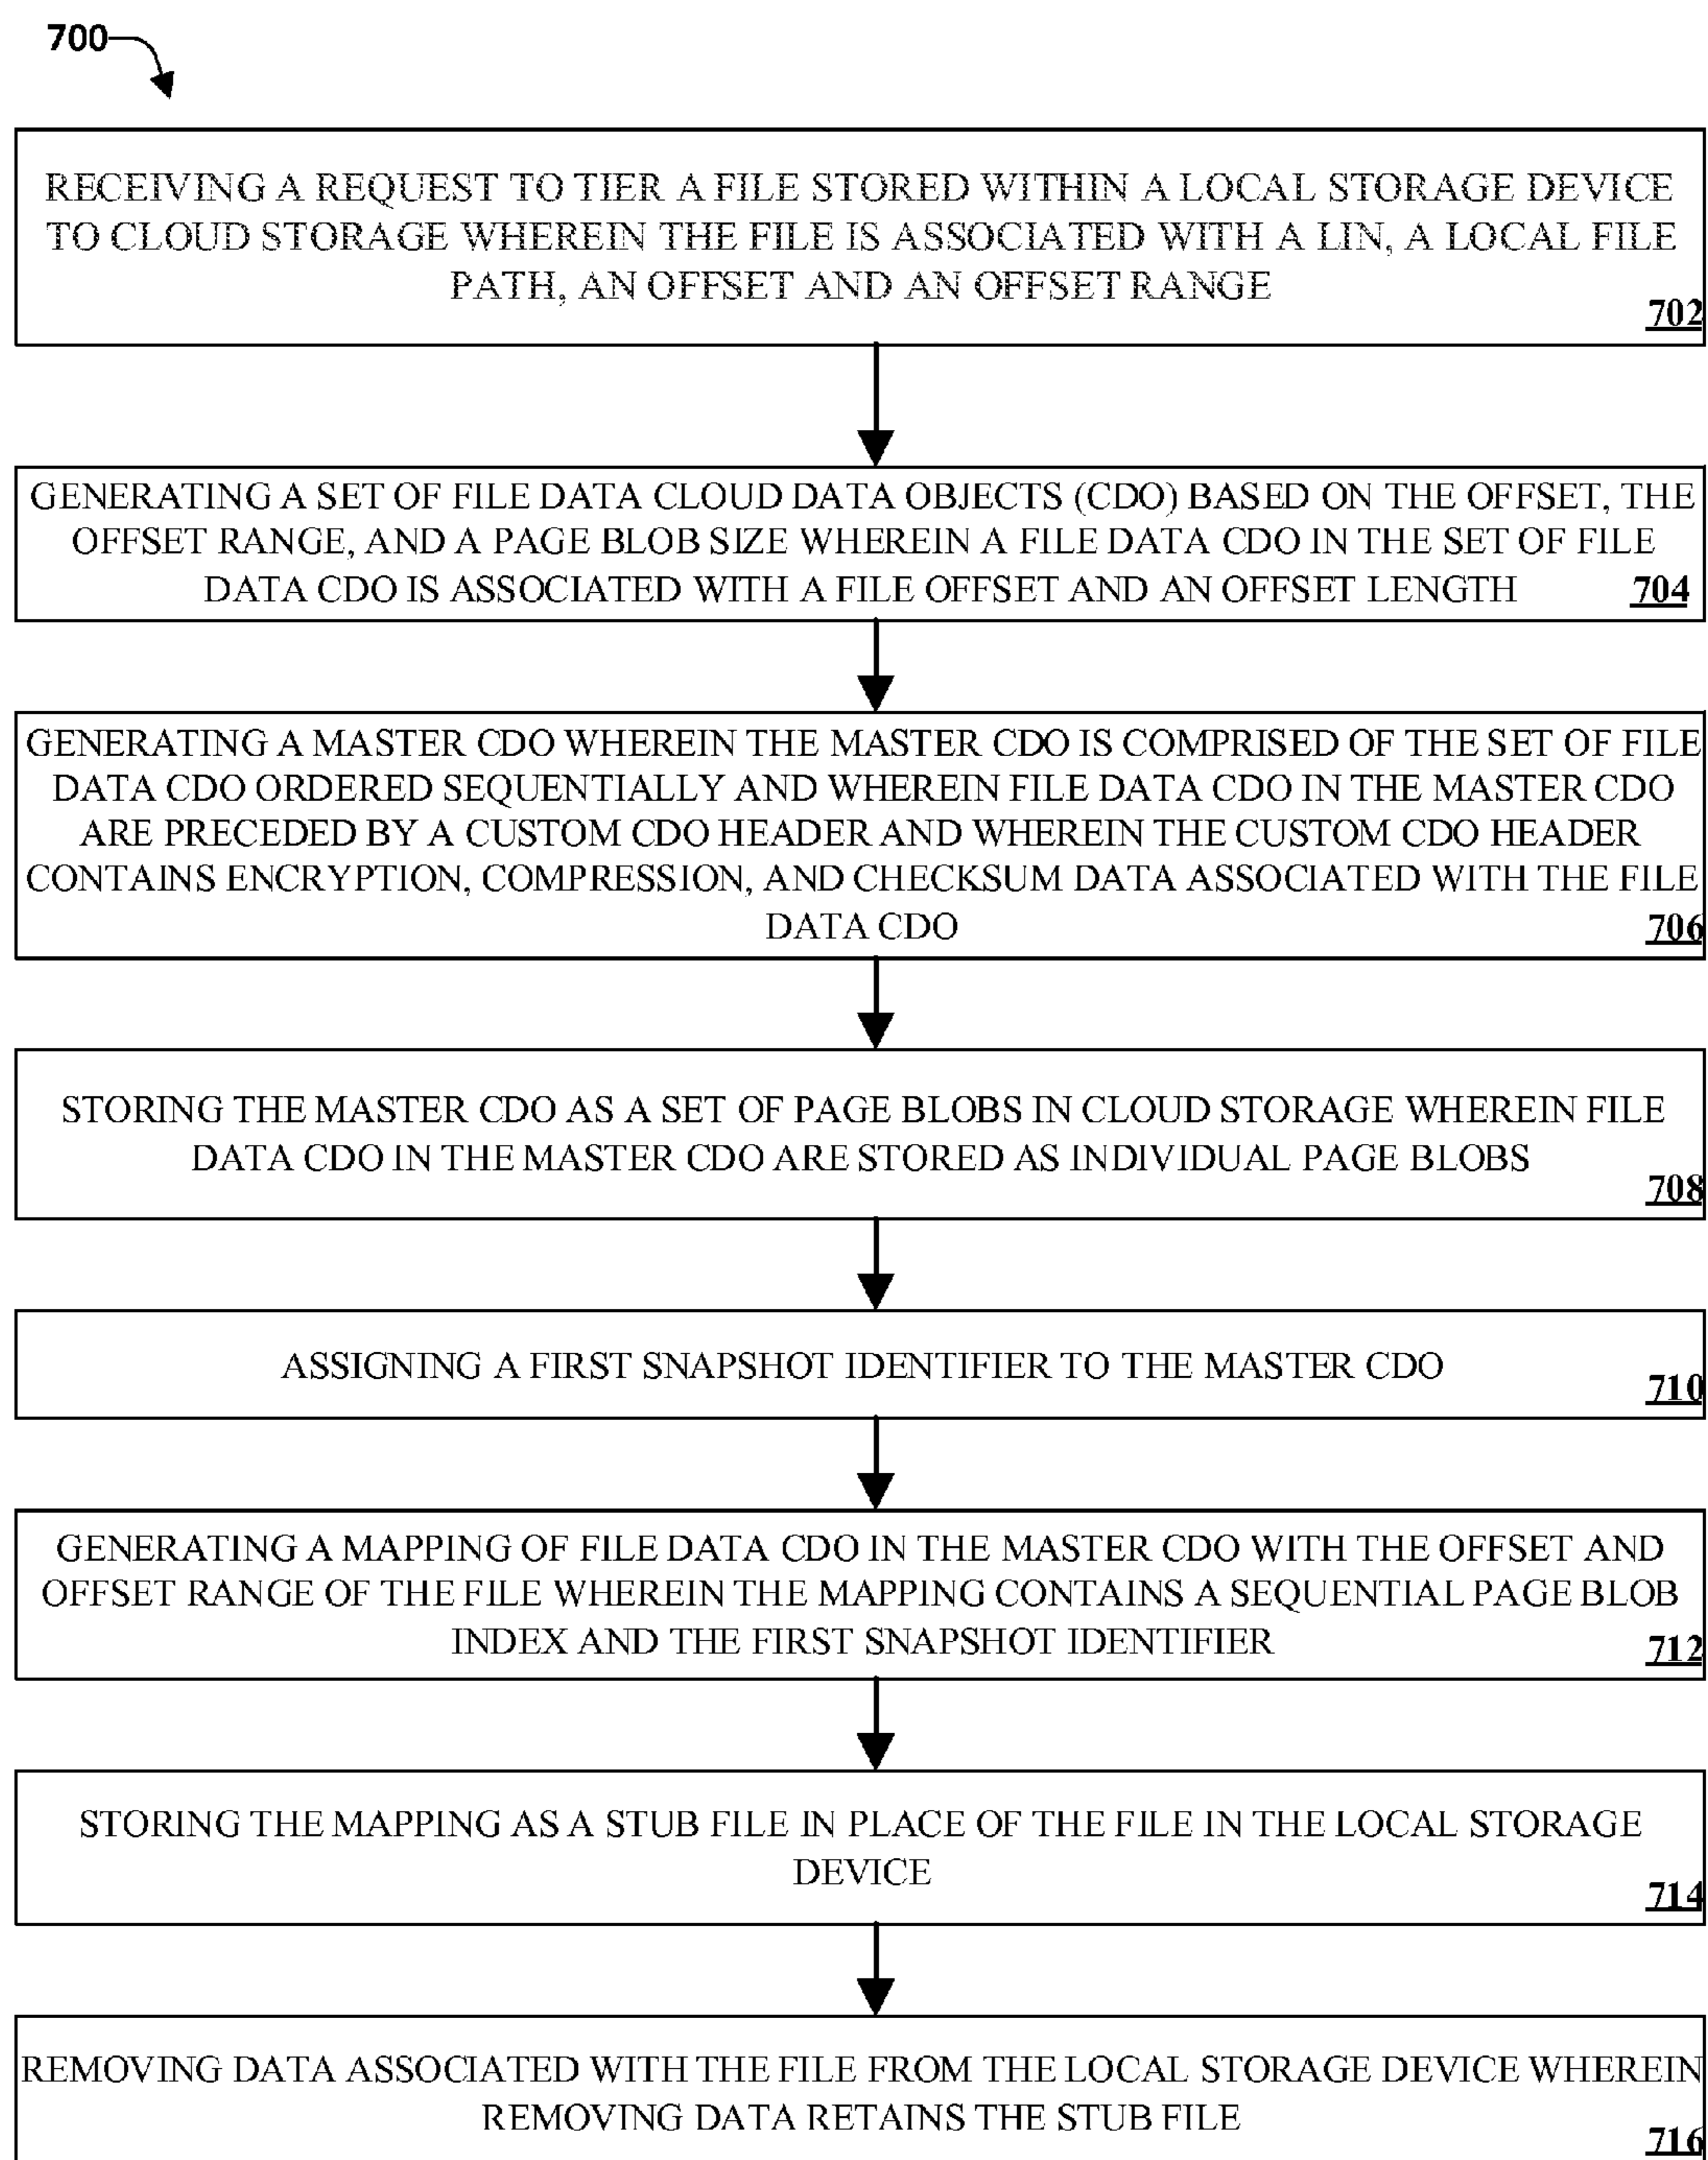 700
RECEIVING A REQUEST TO TIER A FILE STORED WITHIN A LOCAL STORAGE DEVICE
TO CLOUD STORAGE WHEREIN THE FILE IS ASSOCIATED WITH A LIN, A LOCAL FILE
PATH, AN OFFSET AND AN OFFSET RANGE
702
GENERATING A SET OF FILE DATA CLOUD DATA OBJECTS (CDO) BASED ON THE OFFSET, THE
OFFSET RANGE, AND A PAGE BLOB SIZE WHEREIN A FILE DATA CDO IN THE SET OF FILE
DATA CDO IS ASSOCIATED WITH A FILE OFFSET AND AN OFFSET LENGTH 704
GENERATING A MASTER CDO WHEREIN THE MASTER CDO IS COMPRISED OF THE SET OF FILE
DATA CDO ORDERED SEQUENTIALLY AND WHEREIN FILE DATA CDO IN THE MASTER CDO
ARE PRECEDED BY A CUSTOM CDO HEADER AND WHEREIN THE CUSTOM CDO HEADER
CONTAINS ENCRYPTION, COMPRESSION, AND CHECKSUM DATA ASSOCIATED WITH THE FILE
DATA CDO 706
STORING THE MASTER CDO AS A SET OF PAGE BLOBS IN CLOUD STORAGE WHEREIN FILE
DATA CDO IN THE MASTER CDO ARE STORED AS INDIVIDUAL PAGE BLOBS
708
ASSIGNING A FIRST SNAPSHOT IDENTIFIER TO THE MASTER CDO
710
GENERATING A MAPPING OF FILE DATA CDO IN THE MASTER CDO WITH THE OFFSET AND
OFFSET RANGE OF THE FILE WHEREIN THE MAPPING CONTAINS A SEQUENTIAL PAGE BLOB
INDEX AND THE FIRST SNAPSHOT IDENTIFIER 712
STORING THE MAPPING AS A STUB FILE IN PLACE OF THE FILE IN THE LOCAL STORAGE
DEVICE
714
REMOVING DATA ASSOCIATED WITH THE FILE FROM THE LOCAL STORAGE DEVICE WHEREIN
REMOVING DATA RETAINS THE STUB FILE
716